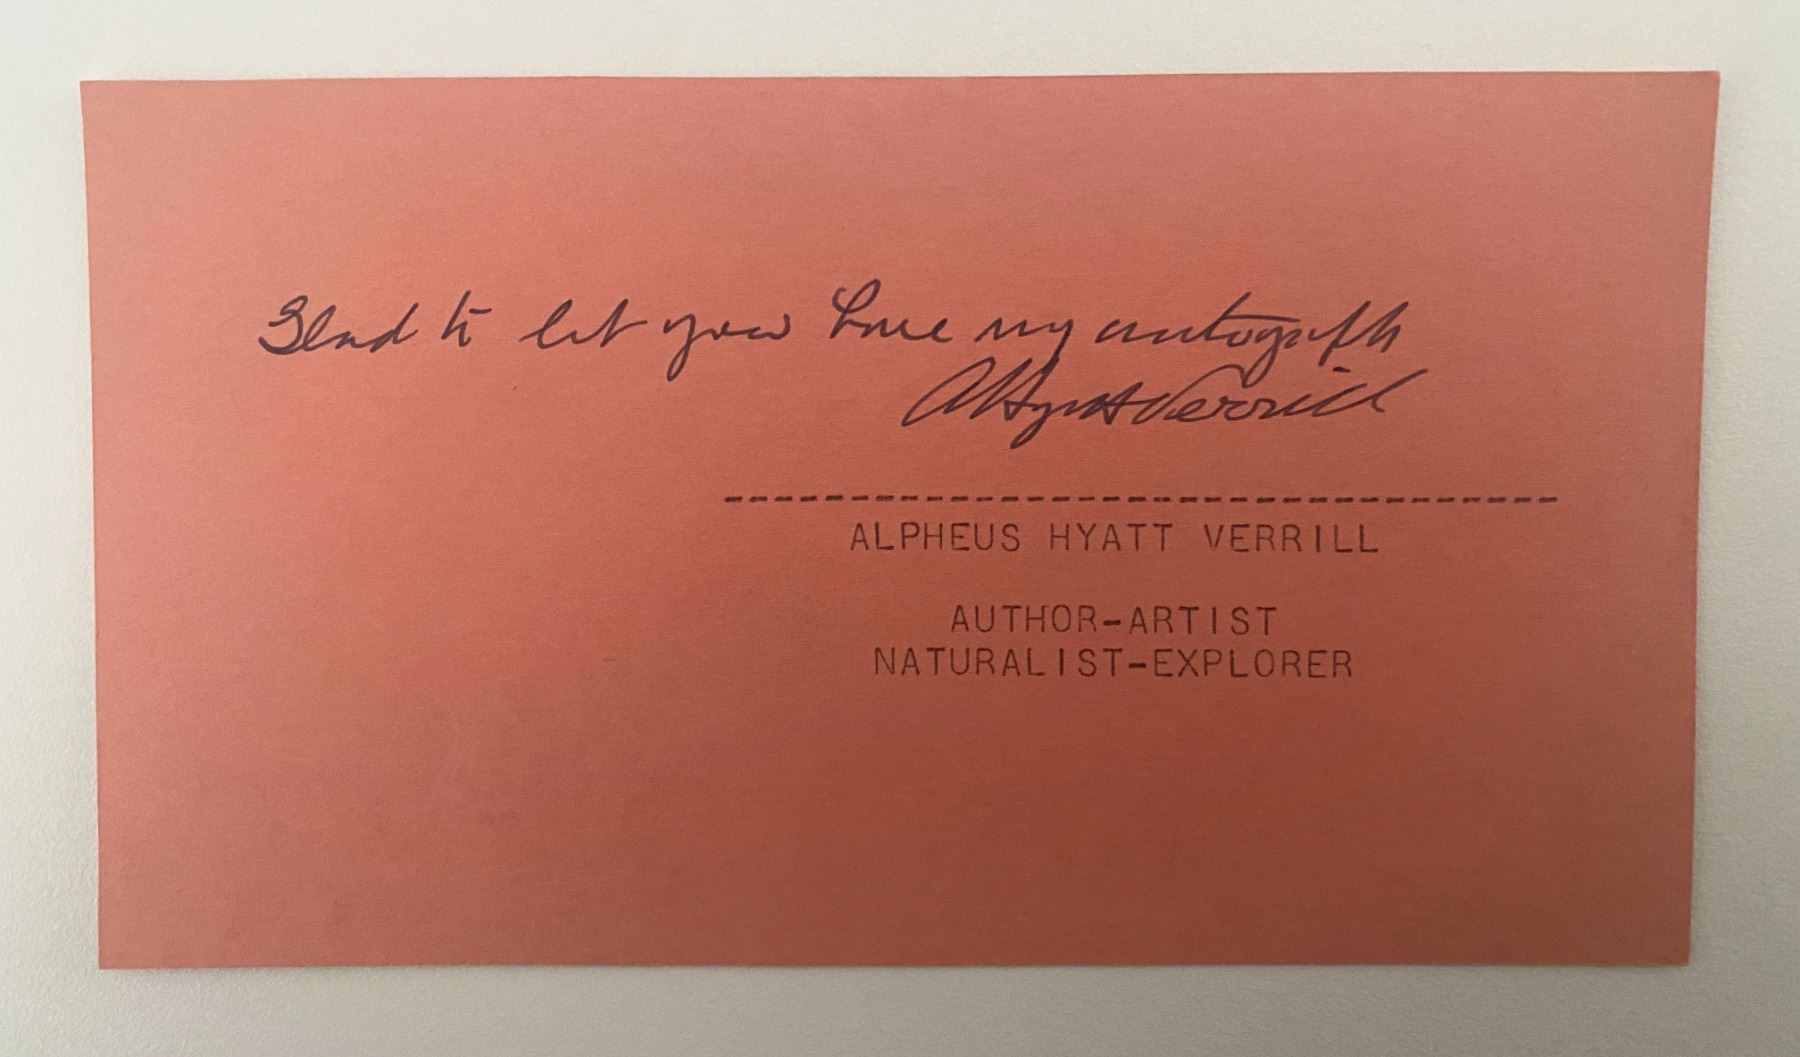 Glad to let you have my autograph
A Hyatt Verrill
---------------------------------
ALPHEUS HYATT VERRILL
AUTHOR-ARTIST
NATURALIST-EXPLORER